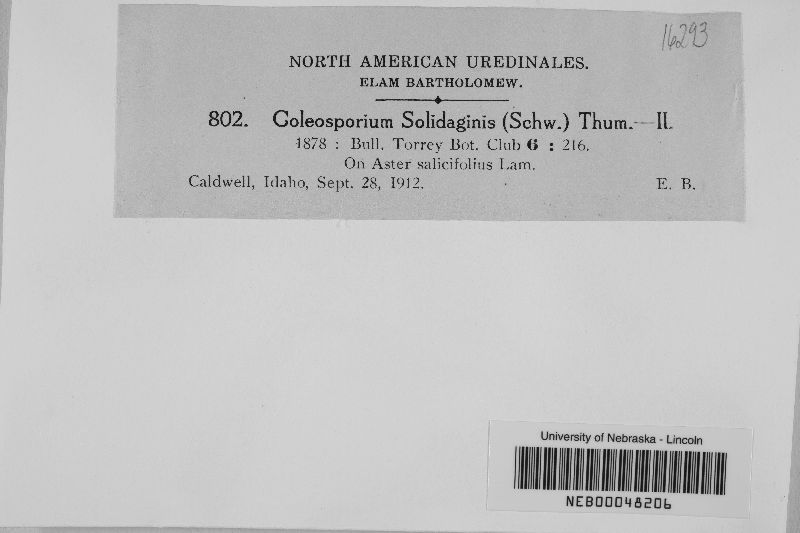 16293
NORTH AMERICAN UREDINALES.
ELAM BARTHOLOMEW.
802. Coleosporium Solidaginis (Schw.) Thum.—II.
1878 : Bull. Torrey Bot. Club 6 : 216.
On Aster salicifolius Lam.
Caldwell, Idaho, Sept. 28, 1912. E. B.
University of Nebraska - Lincoln
NEB00048206